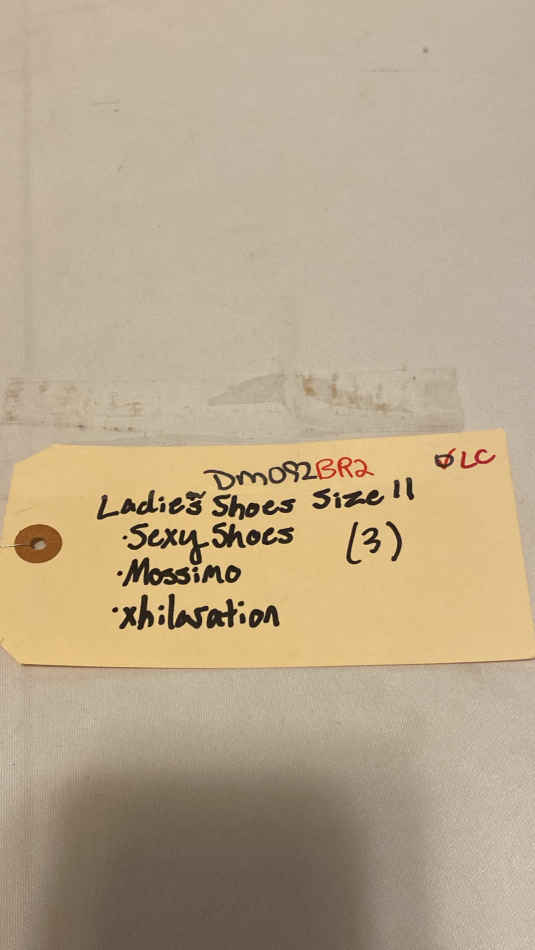 DM092BR2 ☑LC
Ladies Shoes Size 11
·Sexy Shoes (3)
·Mossimo
·xhilaration